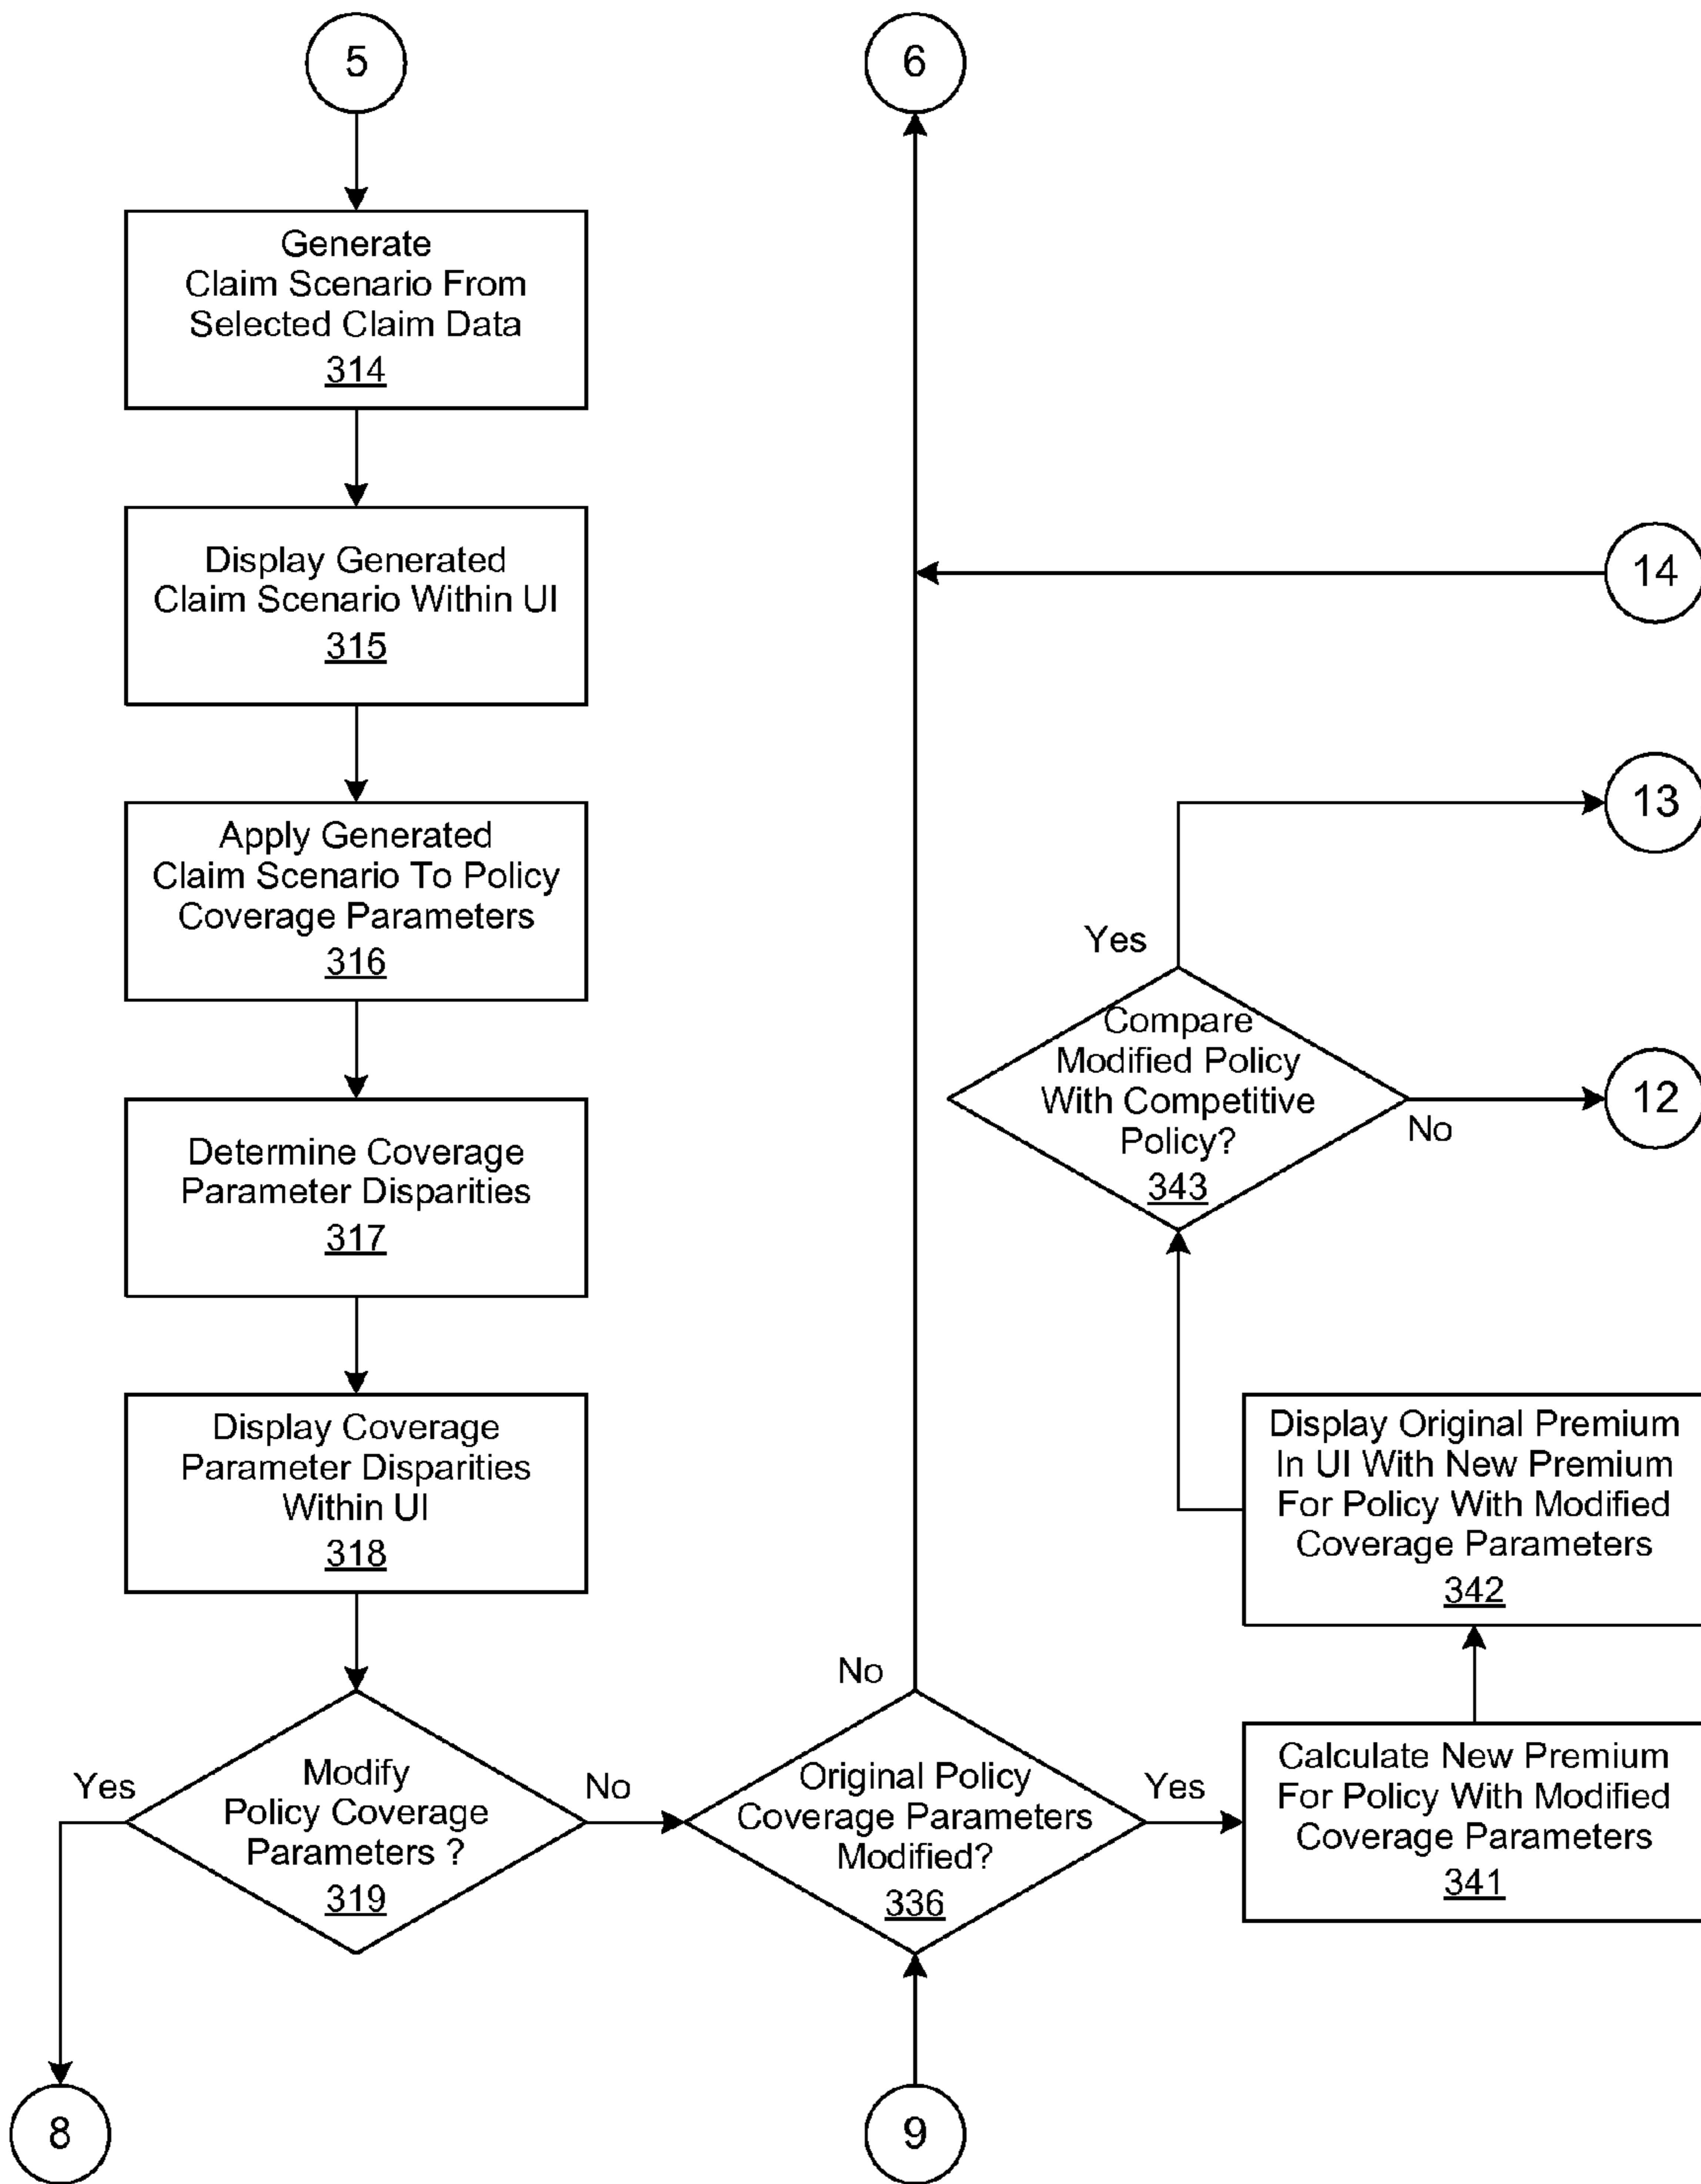 5
6
Generate
Claim Scenario From
Selected Claim Data
314
Display Generated
Claim Scenario Within UI
315
14
Apply Generated
Claim Scenario To Policy
Coverage Parameters
316
13
Yes
Compare
Modified Policy
With Competitive
Policy?
343
No
12
Determine Coverage
Parameter Disparities
317
Display Coverage
Parameter Disparities
Within UI
318
Display Original Premium
In UI With New Premium
For Policy With Modified
Coverage Parameters
342
Yes
Modify
Policy Coverage
Parameters ?
319
No
No
Original Policy
Coverage Parameters
Modified?
336
Yes
Calculate New Premium
For Policy With Modified
Coverage Parameters
341
8
9